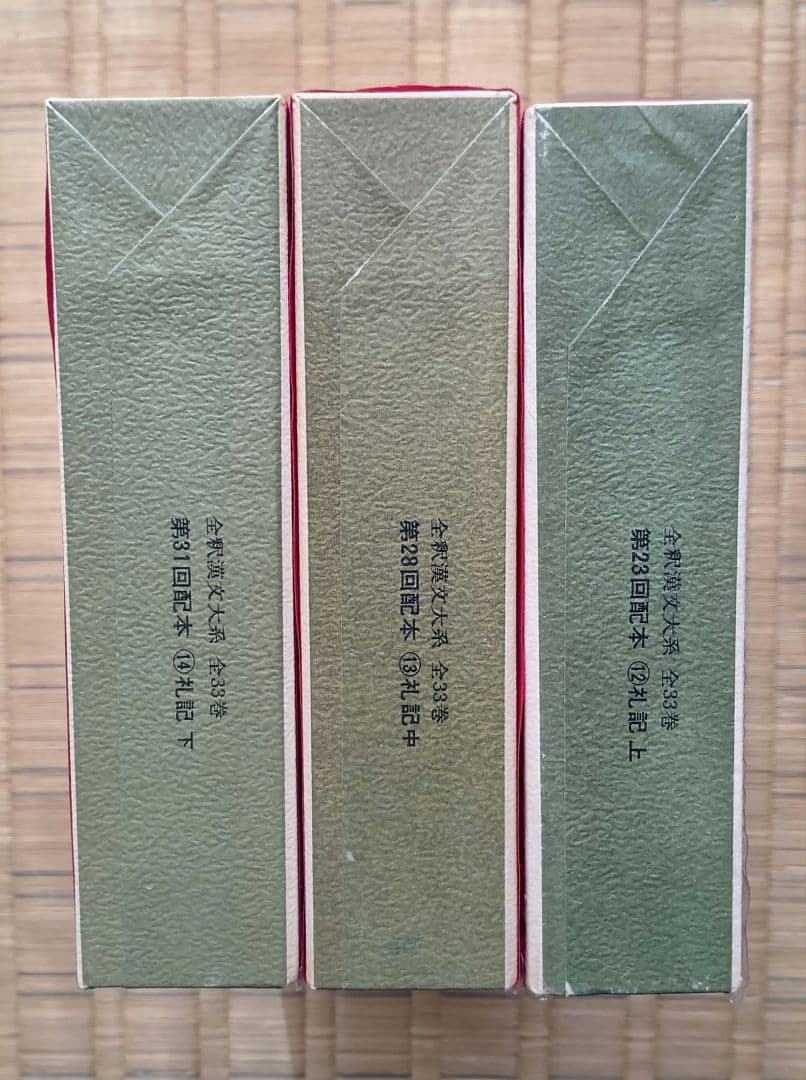 全釈漢文大系 全33巻
第23回配本 ⑫礼記 上
全釈漢文大系 全33巻
第28回配本 ⑬礼記 中
全釈漢文大系 全33巻
第31回配本 ⑭礼記 下